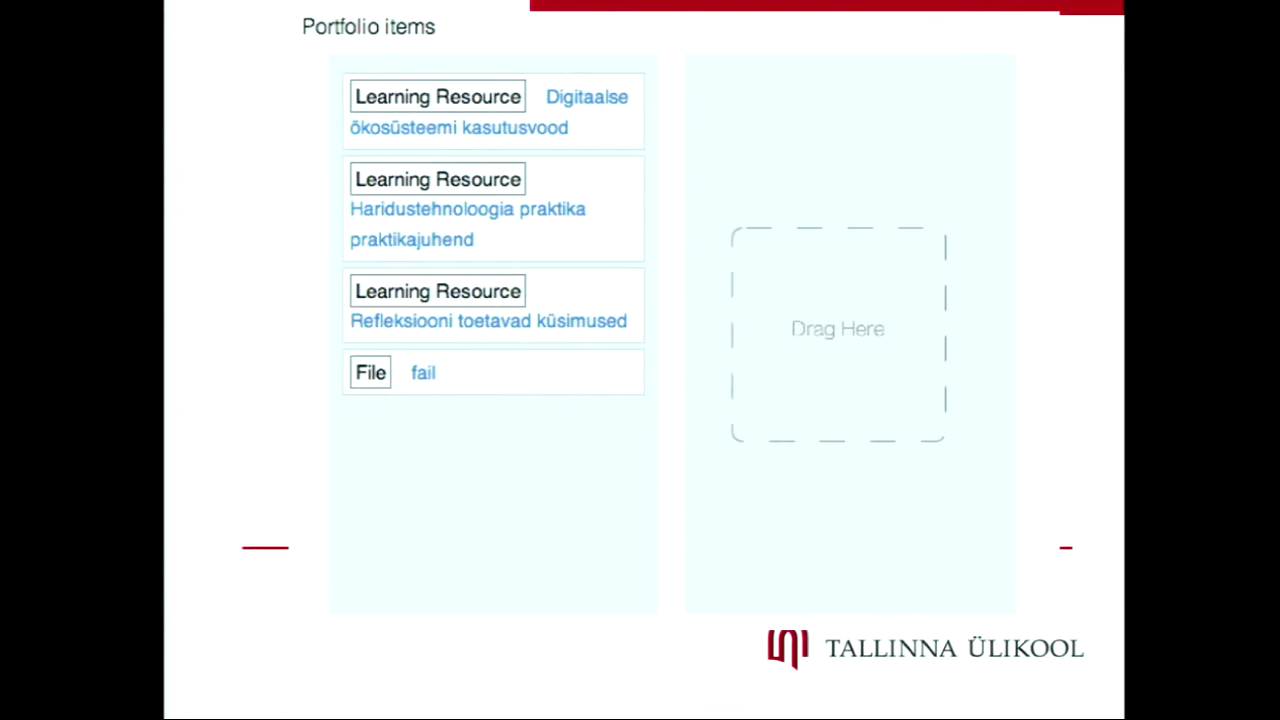 Portfolio items
Learning Resource Digitaalse
ökosüsteemi kasutusvood
Learning Resource
Haridustehnoloogia praktika
praktikajuhend
Learning Resource
Refleksiooni toetavad küsimused
File fail
Drag Here
TALLINNA ÜLIKOOL